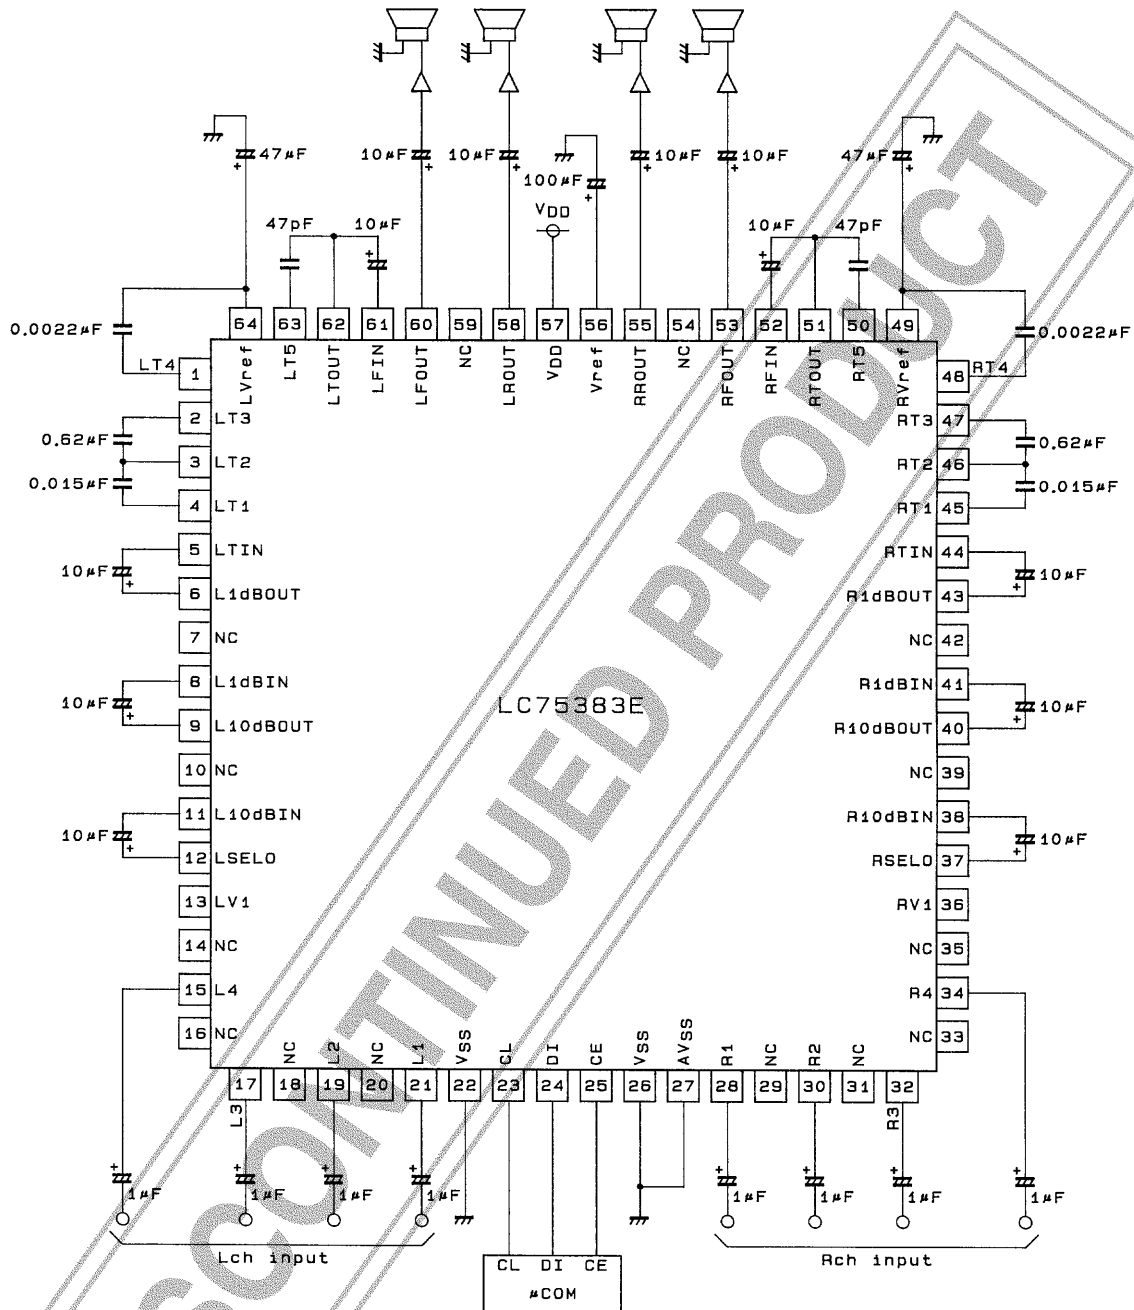 47µF
10µF
10µF
10µF
10µF
47µF
100µF
VDD
47pF
10µF
10µF
47pF
0.0022µF
0.0022µF
64
63
62
61
60
59
58
57
56
55
54
53
52
51
50
49
LVref
LT5
LTOUT
LFIN
LFOUT
NC
LROUT
VDD
Vref
RROUT
NC
RFOUT
RFIN
RTOUT
RT5
RVref
LT4
1
2 LT3
3 LT2
4 LT1
5 LTIN
6 L1dBOUT
7 NC
8 L1dBIN
9 L10dBOUT
10 NC
11 L10dBIN
12 LSELO
13 LV1
14 NC
15 L4
16 NC
0.62µF
0.015µF
10µF
10µF
10µF
LC75383E
RT4
48
RT3 47
RT2 46
RT1 45
RTIN 44
R1dBOUT 43
NC 42
R1dBIN 41
R10dBOUT 40
NC 39
R10dBIN 38
RSELO 37
RV1 36
NC 35
R4 34
NC 33
0.62µF
0.015µF
10µF
10µF
10µF
NC
L2
NC
L1
VSS
CL
DI
CE
VSS
AVSS
R1
NC
R2
NC
17
18
19
20
21
22
23
24
25
26
27
28
29
30
31
32
L3
R3
1µF
1µF
1µF
1µF
1µF
1µF
1µF
1µF
Lch input
Rch input
CL DI CE
µCOM
SCONTINUED PRODUCT